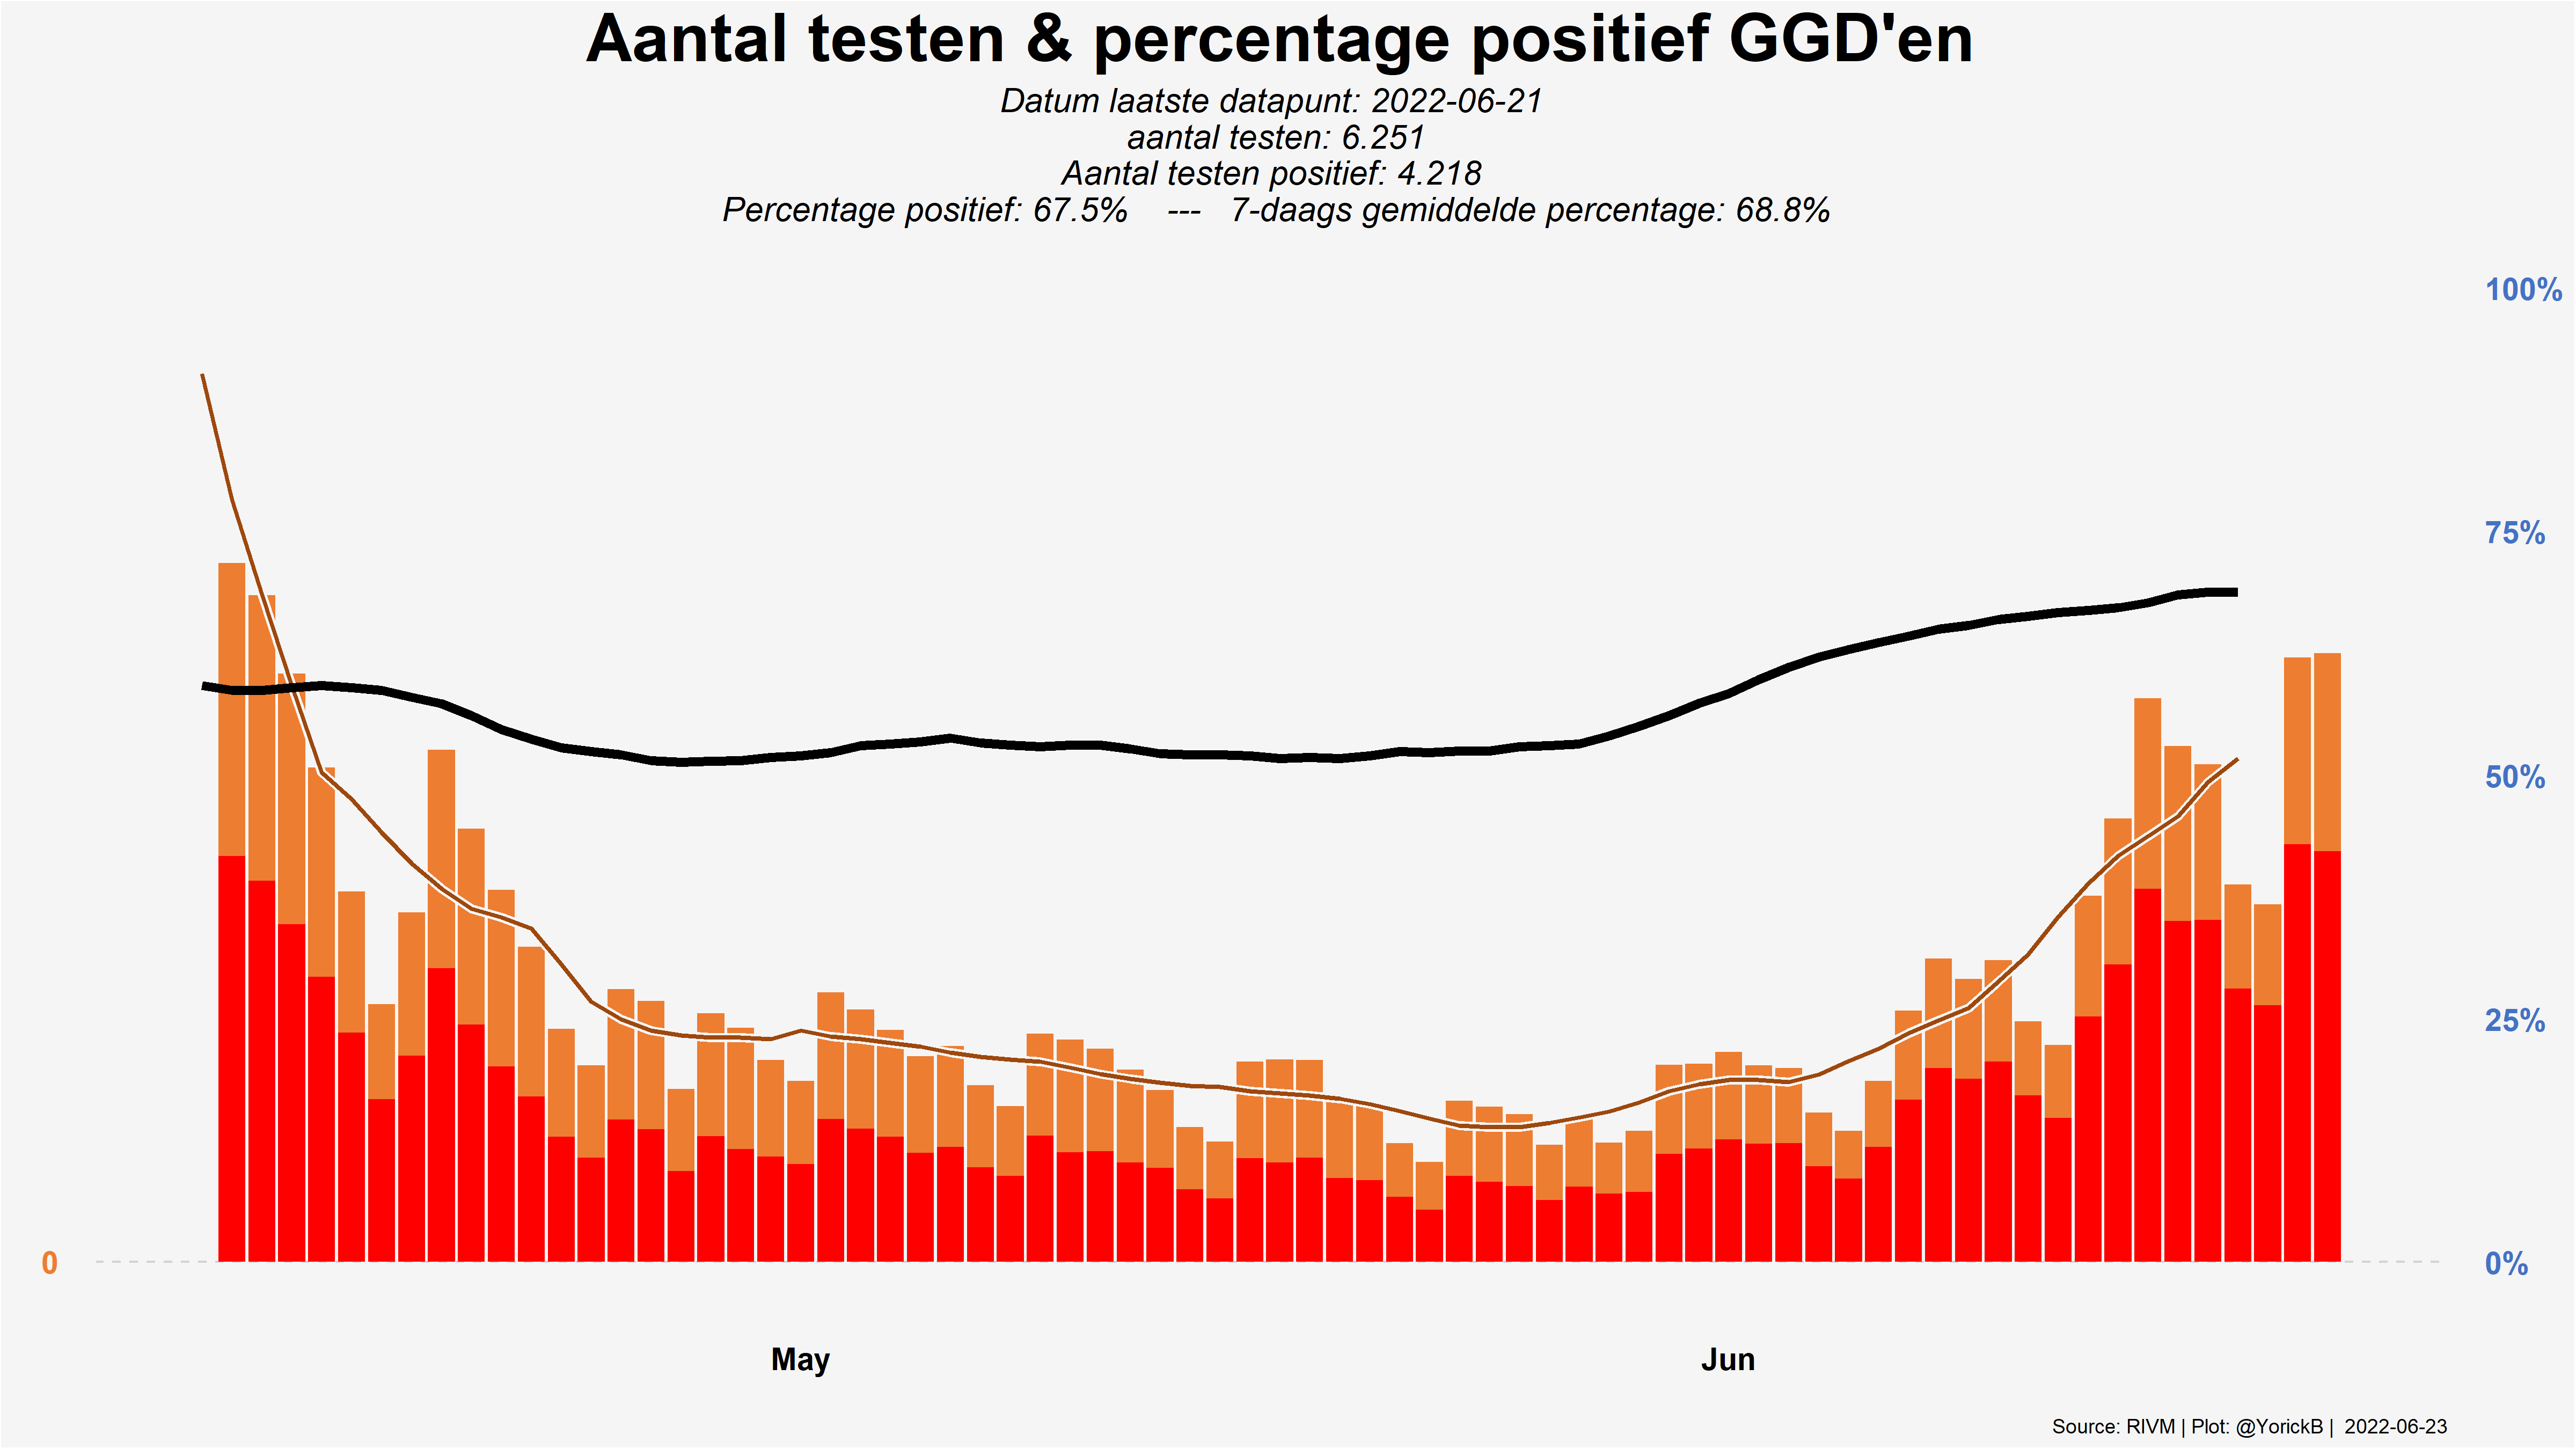 Aantal testen & percentage positief GGD'en
Datum laatste datapunt: 2022-06-21
aantal testen: 6.251
Aantal testen positief: 4.218
Percentage positief: 67.5% --- 7-daags gemiddelde percentage: 68.8%
100%
75%
50%
25%
0
0%
May
Jun
Source: RIVM | Plot: @YorickB | 2022-06-23